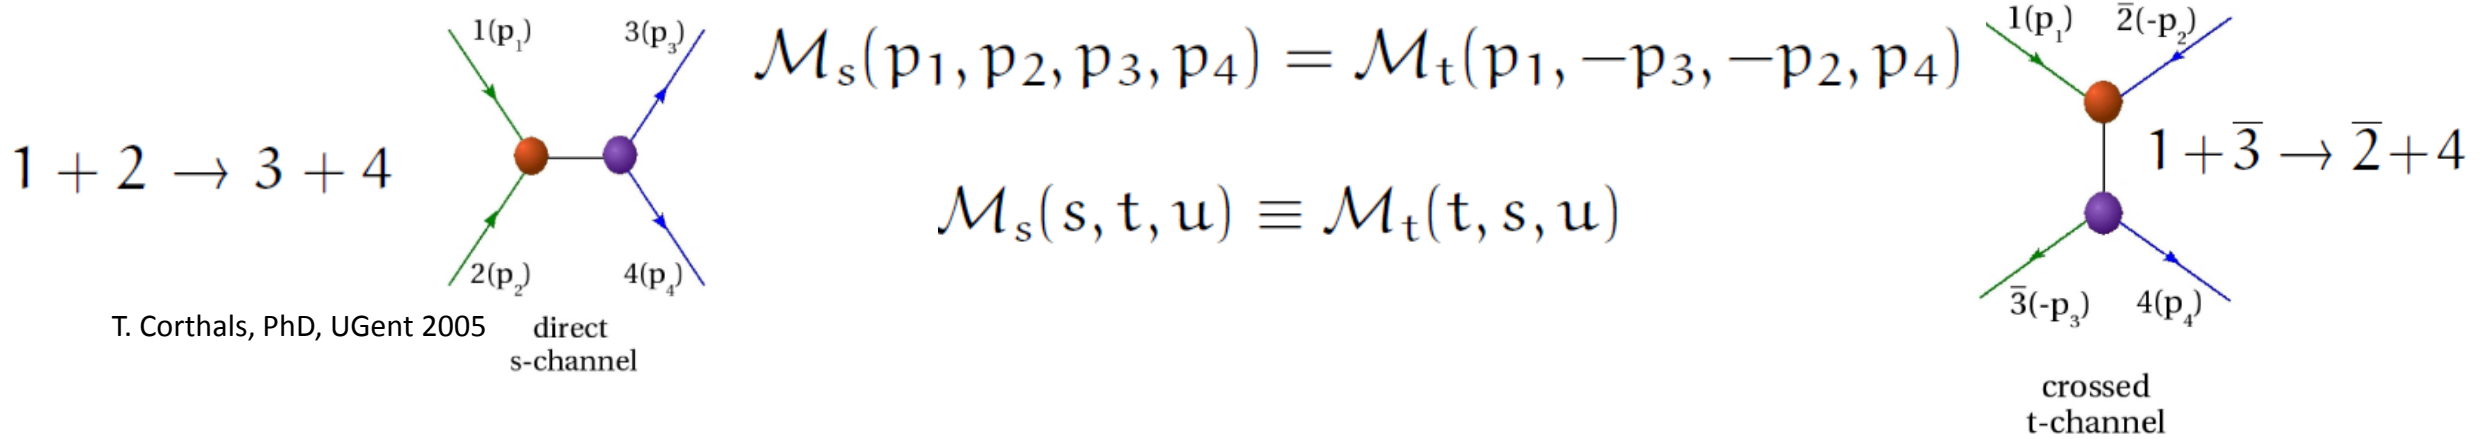 1(p₁) 3(p₃)
ℳₛ(p₁, p₂, p₃, p₄) = ℳₜ(p₁, −p₃, −p₂, p₄)
1(p₁) 2̅(-p₂)
1 + 2 → 3 + 4
1 + 3̅ → 2̅ + 4
ℳₛ(s, t, u) ≡ ℳₜ(t, s, u)
2(p₂) 4(p₄)
3̅(-p₃) 4(p₄)
T. Corthals, PhD, UGent 2005
direct
s-channel
crossed
t-channel